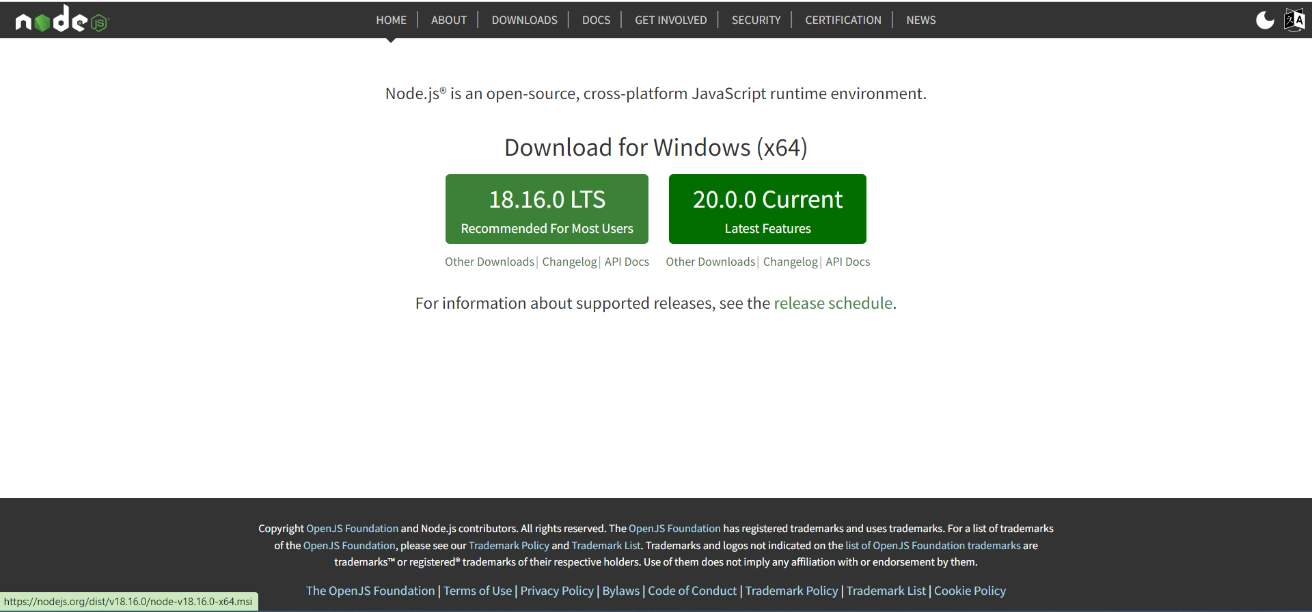 node JS
HOME | ABOUT | DOWNLOADS | DOCS | GET INVOLVED | SECURITY | CERTIFICATION | NEWS
Node.js® is an open-source, cross-platform JavaScript runtime environment.
Download for Windows (x64)
18.16.0 LTS
Recommended For Most Users
20.0.0 Current
Latest Features
Other Downloads | Changelog | API Docs
Other Downloads | Changelog | API Docs
For information about supported releases, see the release schedule.
Copyright OpenJS Foundation and Node.js contributors. All rights reserved. The OpenJS Foundation has registered trademarks and uses trademarks. For a list of trademarks
of the OpenJS Foundation, please see our Trademark Policy and Trademark List. Trademarks and logos not indicated on the list of OpenJS Foundation trademarks are
trademarks™ or registered® trademarks of their respective holders. Use of them does not imply any affiliation with or endorsement by them.
The OpenJS Foundation | Terms of Use | Privacy Policy | Bylaws | Code of Conduct | Trademark Policy | Trademark List | Cookie Policy
https://nodejs.org/dist/v18.16.0/node-v18.16.0-x64.msi